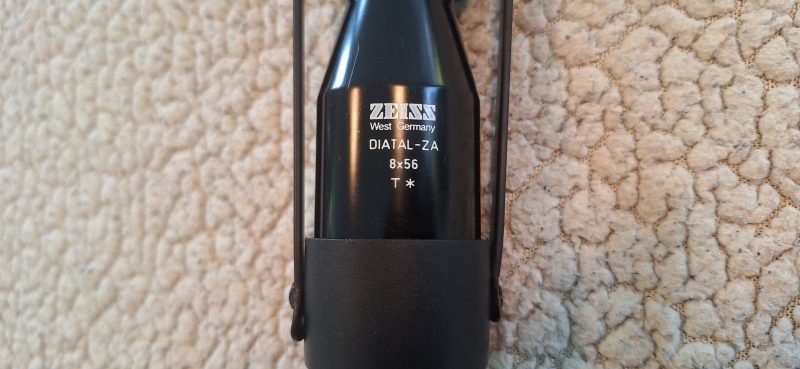 ZEISS
West Germany
DIATAL-ZA
8x56
T*